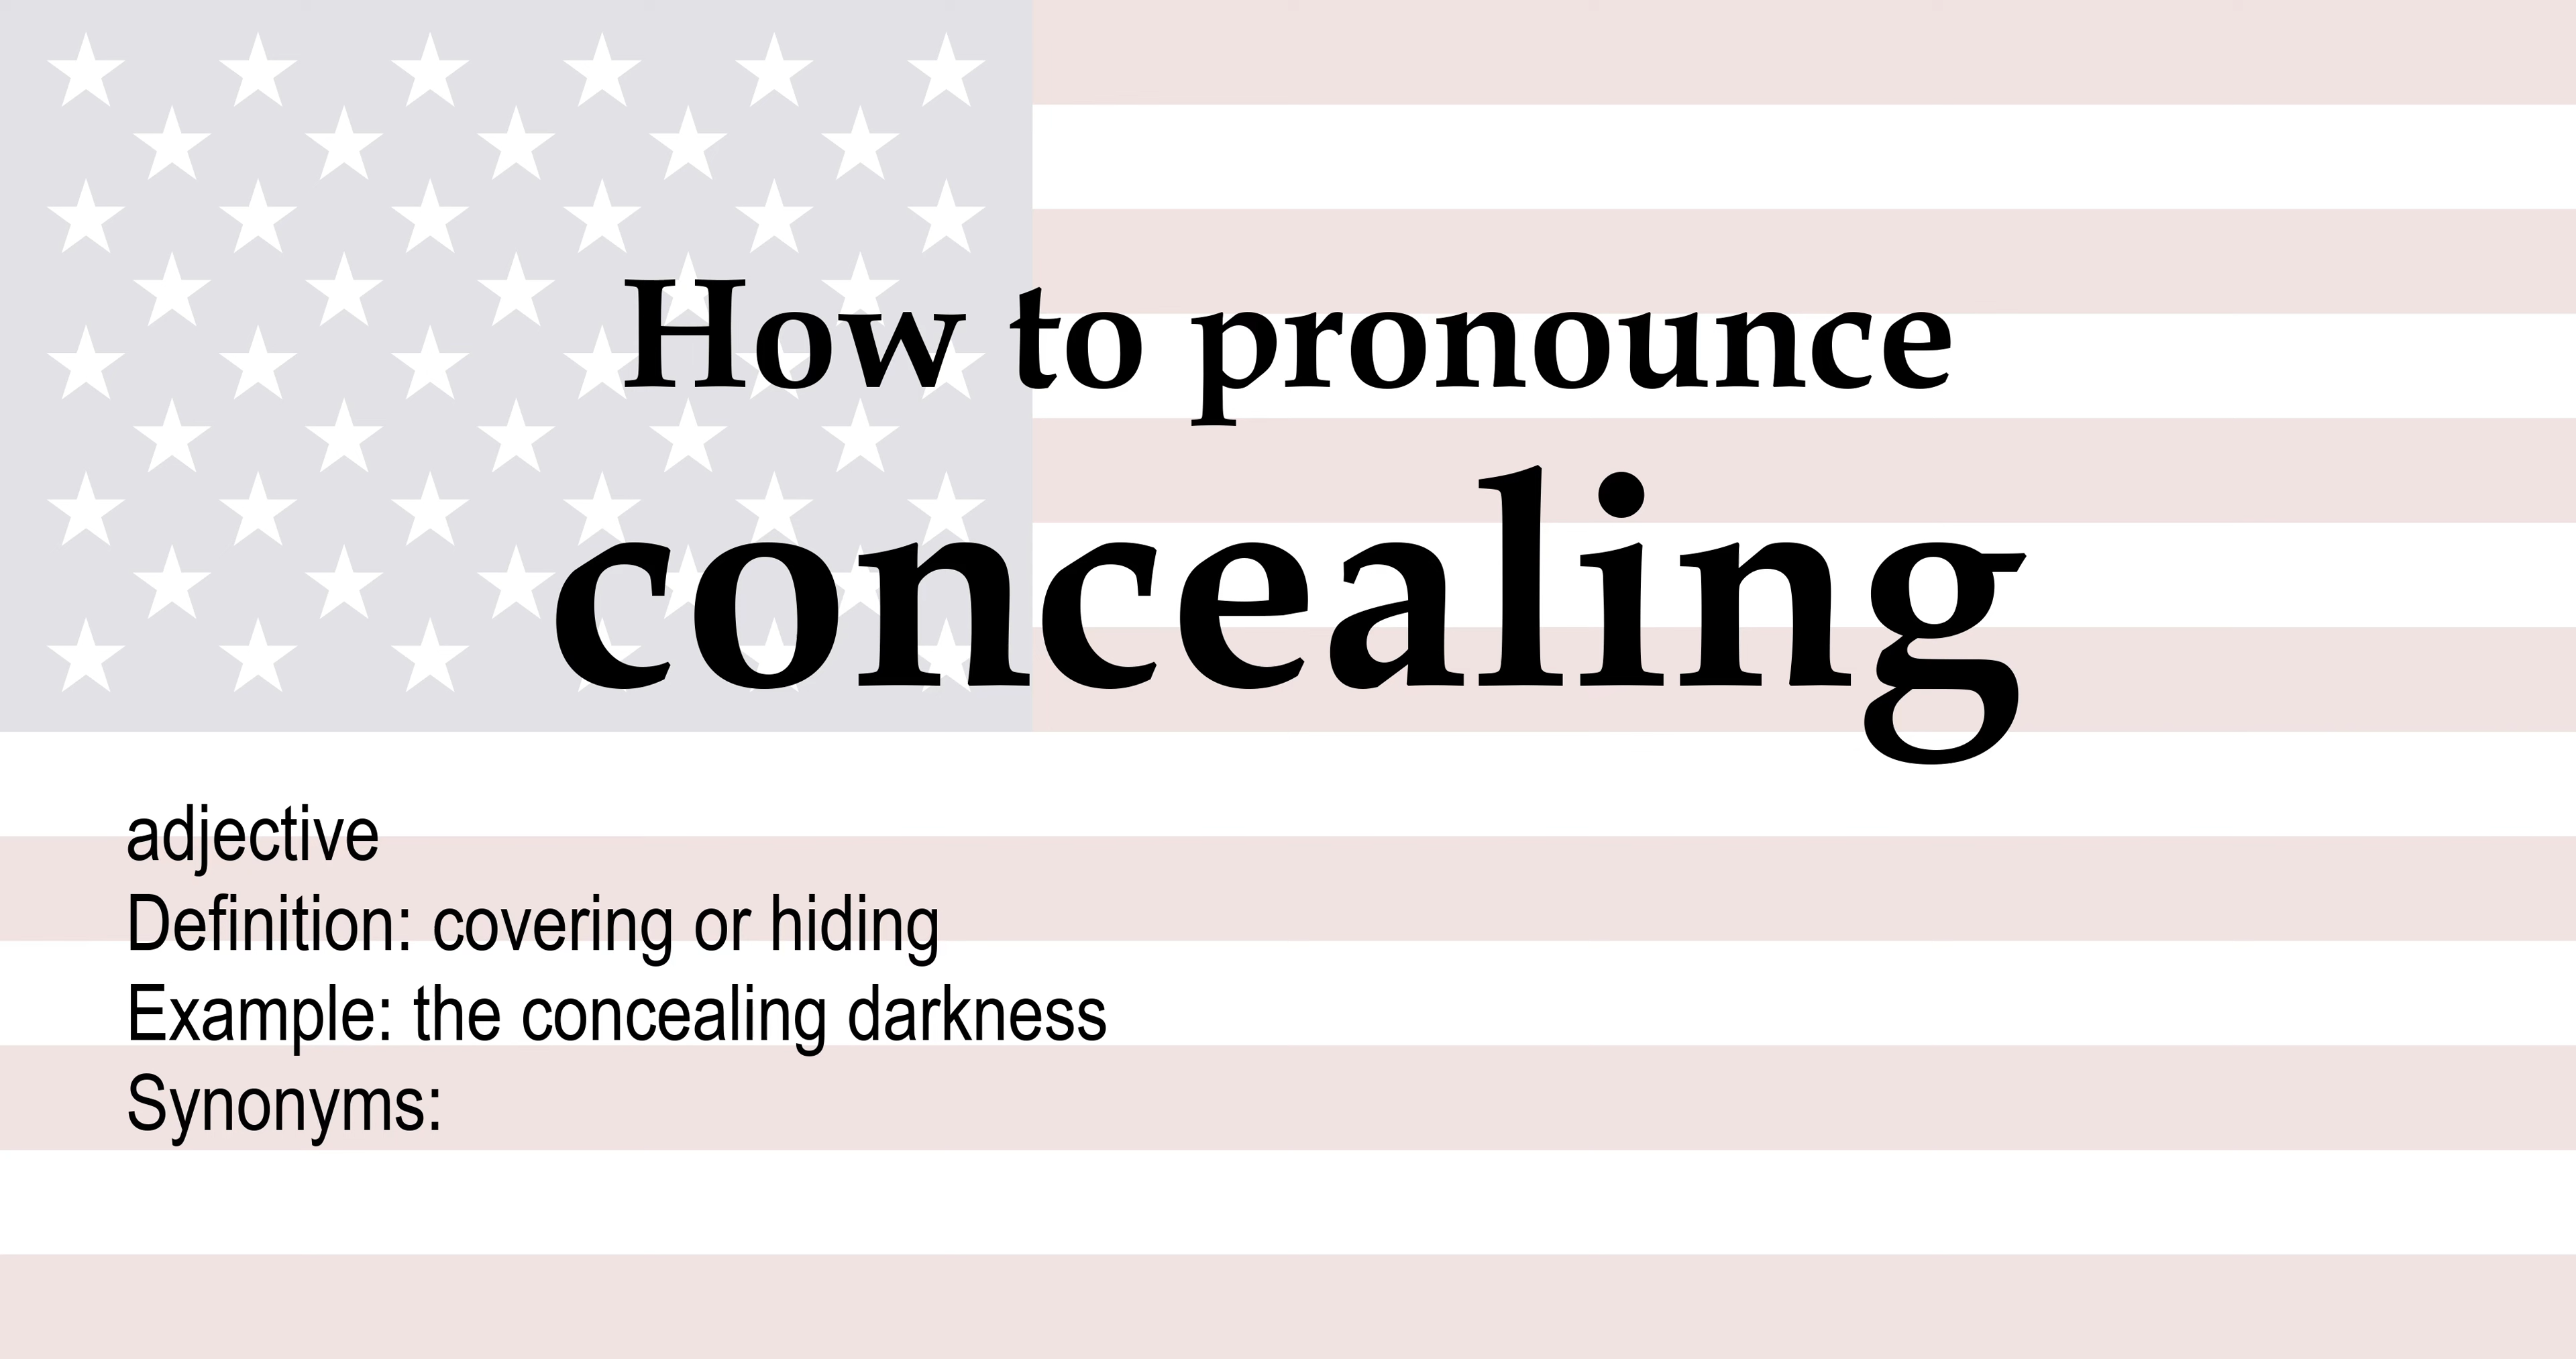 How to pronounce
concealing
adjective
Definition: covering or hiding
Example: the concealing darkness
Synonyms: